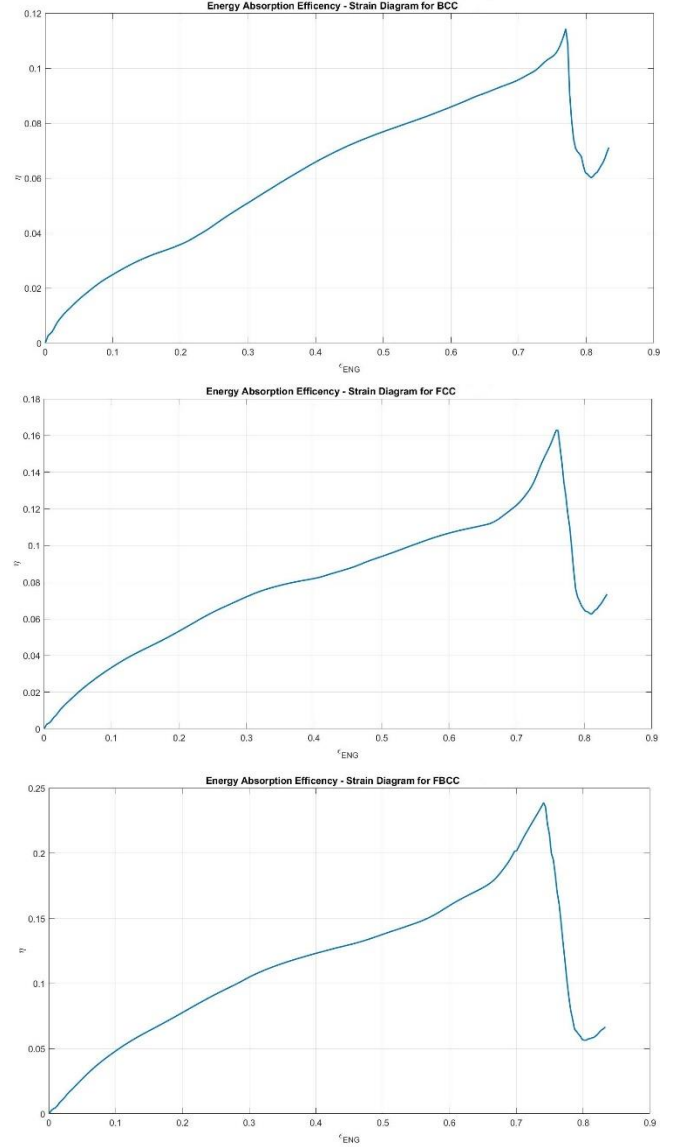 Energy Absorption Efficency - Strain Diagram for BCC
0.12
0.1
0.08
η
0.06
0.04
0.02
0
0 0.1 0.2 0.3 0.4 0.5 0.6 0.7 0.8 0.9
ϵENG
Energy Absorption Efficency - Strain Diagram for FCC
0.18
0.16
0.14
0.12
0.1
η
0.08
0.06
0.04
0.02
0
0 0.1 0.2 0.3 0.4 0.5 0.6 0.7 0.8 0.9
ϵENG
Energy Absorption Efficency - Strain Diagram for FBCC
0.25
0.2
0.15
η
0.1
0.05
0
0 0.1 0.2 0.3 0.4 0.5 0.6 0.7 0.8 0.9
ϵENG